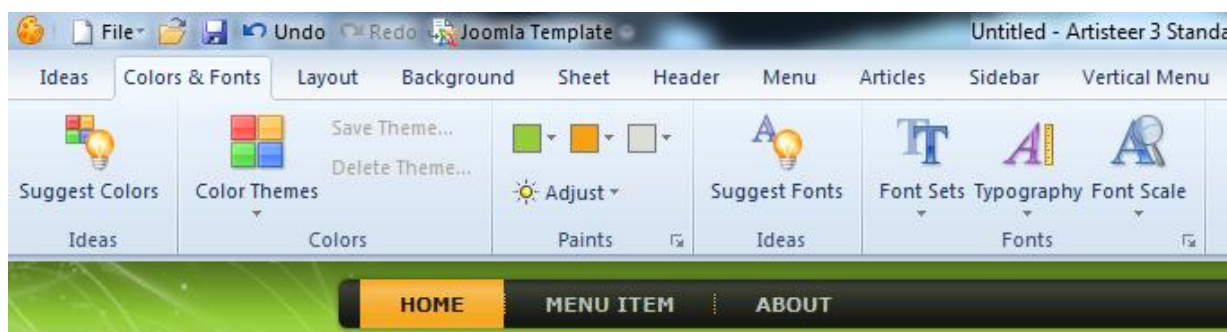 File Undo Redo Joomla Template Untitled - Artisteer 3 Standa
Ideas Colors & Fonts Layout Background Sheet Header Menu Articles Sidebar Vertical Menu
Save Theme...
Delete Theme...
Suggest Colors Color Themes Adjust Suggest Fonts Font Sets Typography Font Scale
Ideas Colors Paints Ideas Fonts
HOME MENU ITEM ABOUT